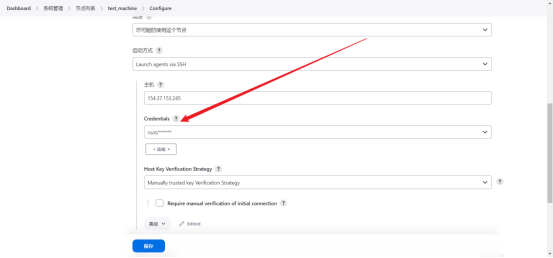 Dashboard > 系统管理 > 节点列表 > test_machine > Configure
用法 ?
尽可能的使用这个节点
启动方式 ?
Launch agents via SSH
主机 ?
154.37.153.245
Credentials ?
root/******
+添加
Host Key Verification Strategy ?
Manually trusted key Verification Strategy
?
Require manual verification of initial connection ?
高级
Edited
保存